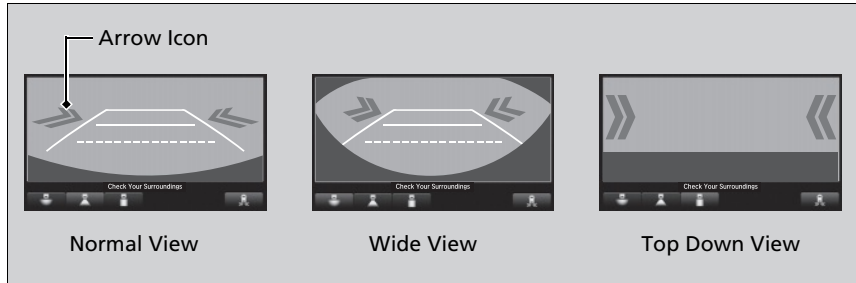 Arrow Icon
Check Your Surroundings
Check Your Surroundings
Check Your Surroundings
Normal View
Wide View
Top Down View